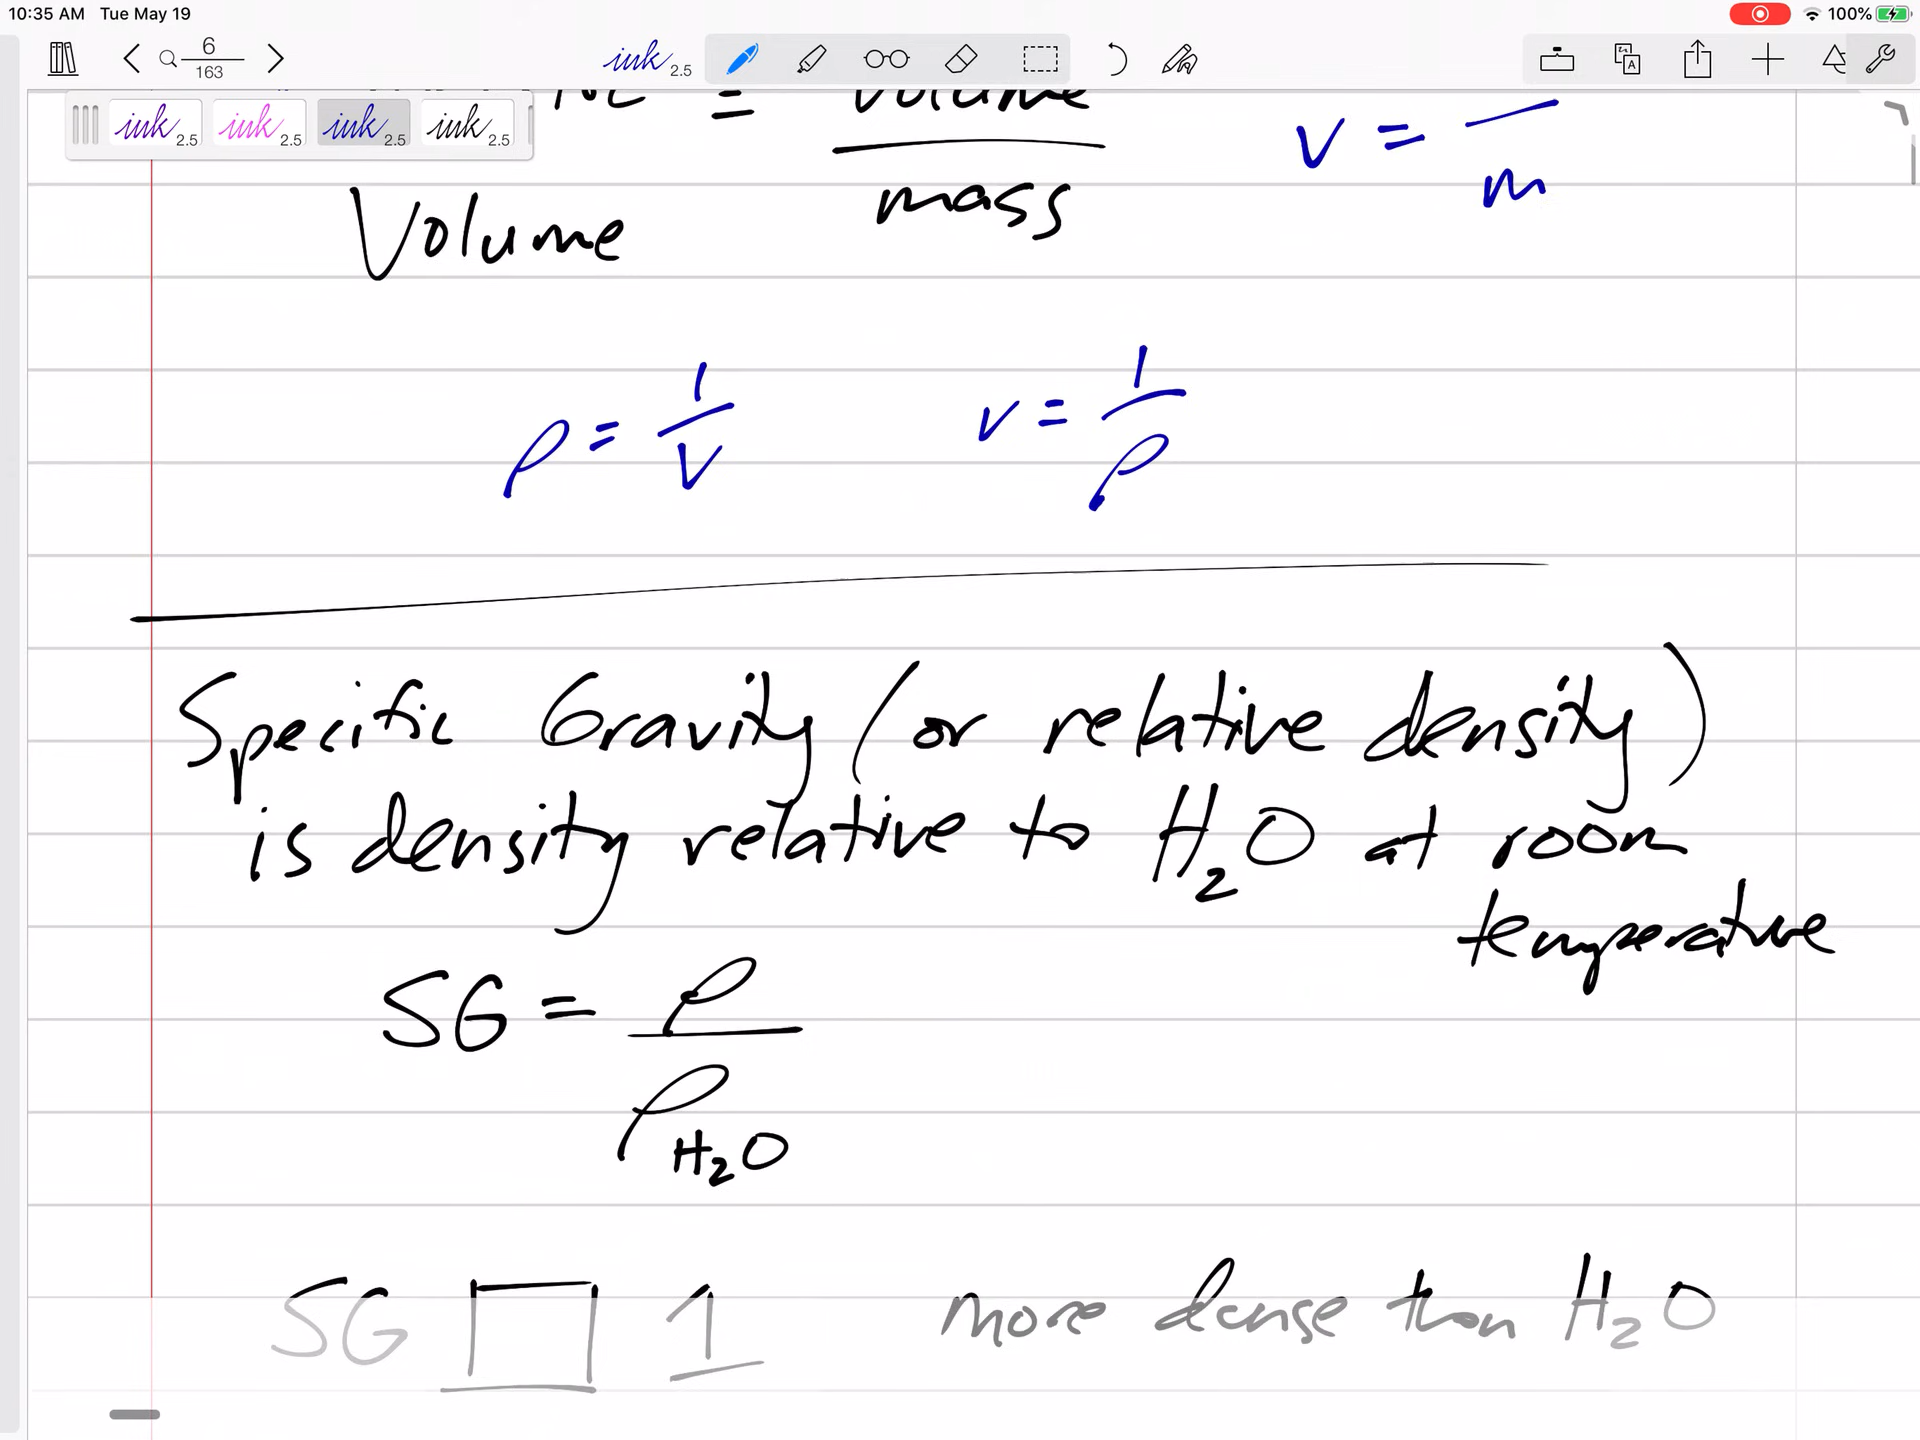 10:35 AM Tue May 19
100%
6
163
ink 2.5
ink 2.5 ink 2.5 ink 2.5 ink 2.5
= volume / mass
v = / m
Volume
ρ = 1/v v = 1/ρ
Specific Gravity (or relative density)
is density relative to H₂O at room
temperature
SG = ρ / ρH₂O
SG □ 1 more dense than H₂O